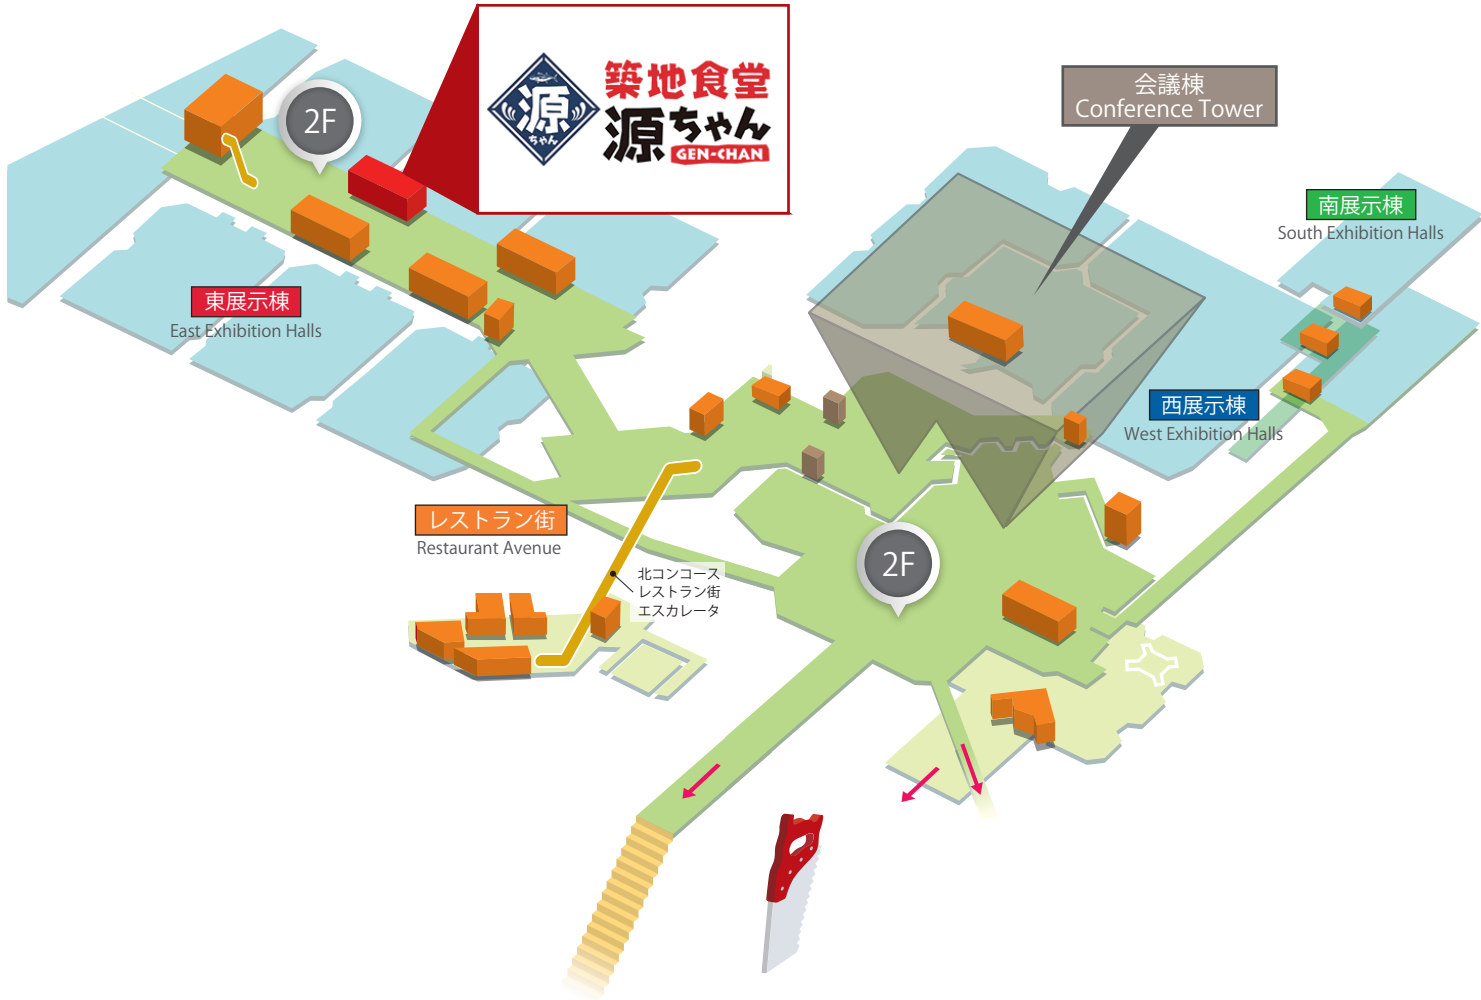 2F
源
ちゃん
築地食堂
源ちゃん
GEN-CHAN
会議棟
Conference Tower
南展示棟
South Exhibition Halls
東展示棟
East Exhibition Halls
西展示棟
West Exhibition Halls
レストラン街
Restaurant Avenue
北コンコース
レストラン街
エスカレータ
2F